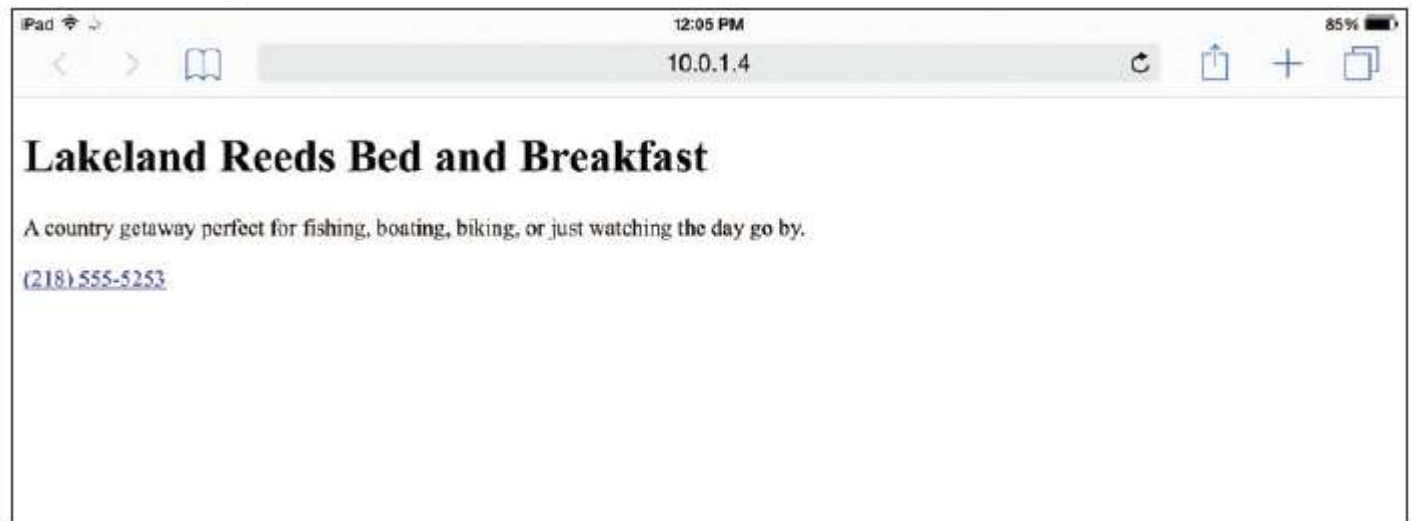 iPad 12:05 PM 85%
10.0.1.4
Lakeland Reeds Bed and Breakfast
A country getaway perfect for fishing, boating, biking, or just watching the day go by.
(218) 555-5253